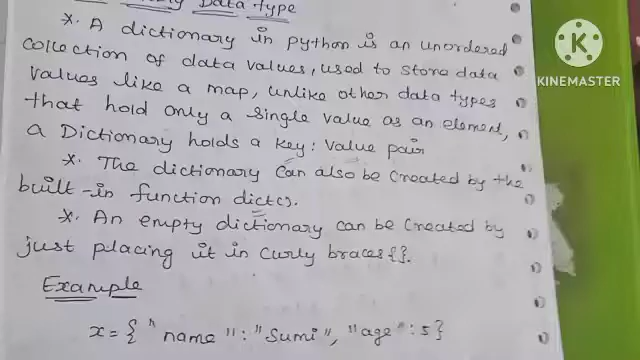 Data Type
*. A dictionary in python is an unordered
collection of data values, used to store data
values like a map, unlike other data types
that hold only a single value as an element,
a Dictionary holds a key: value pair
*. The dictionary can also be created by the
built-in function dict().
*. An empty dictionary can be created by
just placing it in curly braces{}.
Example
x={"name":"Sumi", "age":5}
K
KINEMASTER